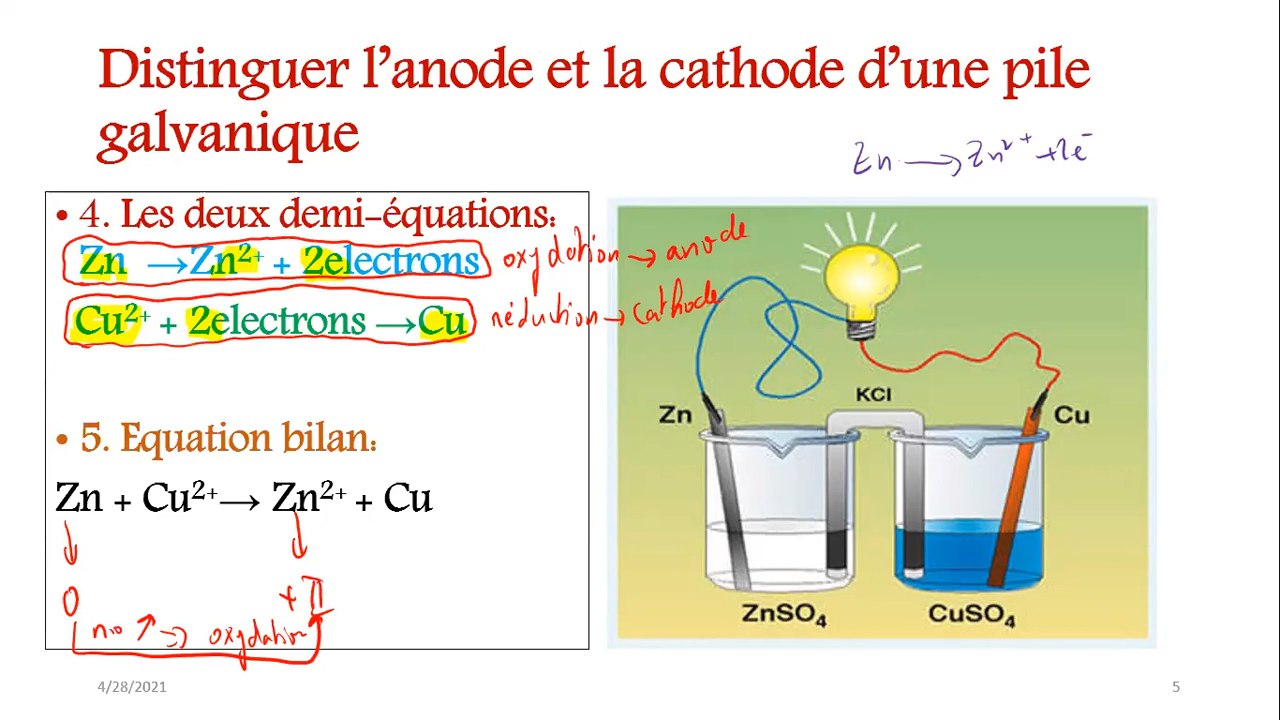 Distinguer l'anode et la cathode d'une pile
galvanique
Zn → Zn²⁺ + 2e⁻
• 4. Les deux demi-équations:
Zn → Zn²⁺ + 2electrons oxydation → anode
Cu²⁺ + 2electrons → Cu réduction → cathode
• 5. Equation bilan:
Zn + Cu²⁺ → Zn²⁺ + Cu
0 + II
n.o ↗ → oxydation
KCl
Zn Cu
ZnSO₄ CuSO₄
4/28/2021 5